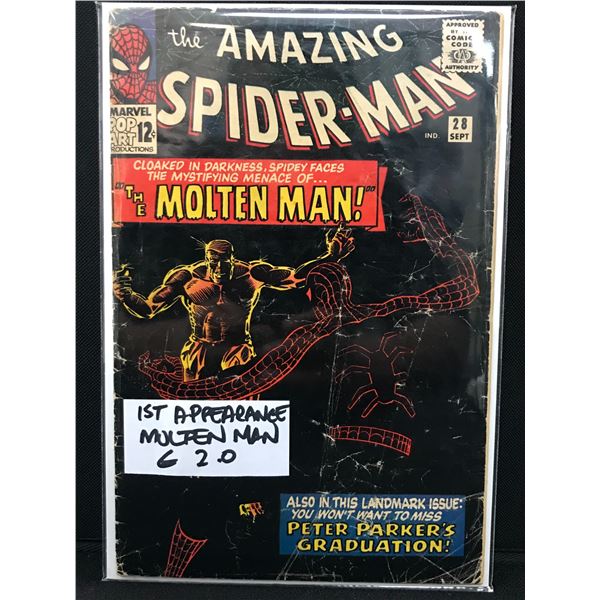 the AMAZING
SPIDER-MAN
APPROVED
BY THE
COMICS
CODE
AUTHORITY
MARVEL
POP
ART
PRODUCTIONS
12¢
IND.
28
SEPT
CLOAKED IN DARKNESS, SPIDEY FACES
THE MYSTIFYING MENACE OF...
"THE MOLTEN MAN!"
1ST APPEARANCE
MOLTEN MAN
G 2.0
ALSO IN THIS LANDMARK ISSUE:
YOU WON'T WANT TO MISS
PETER PARKER'S
GRADUATION!